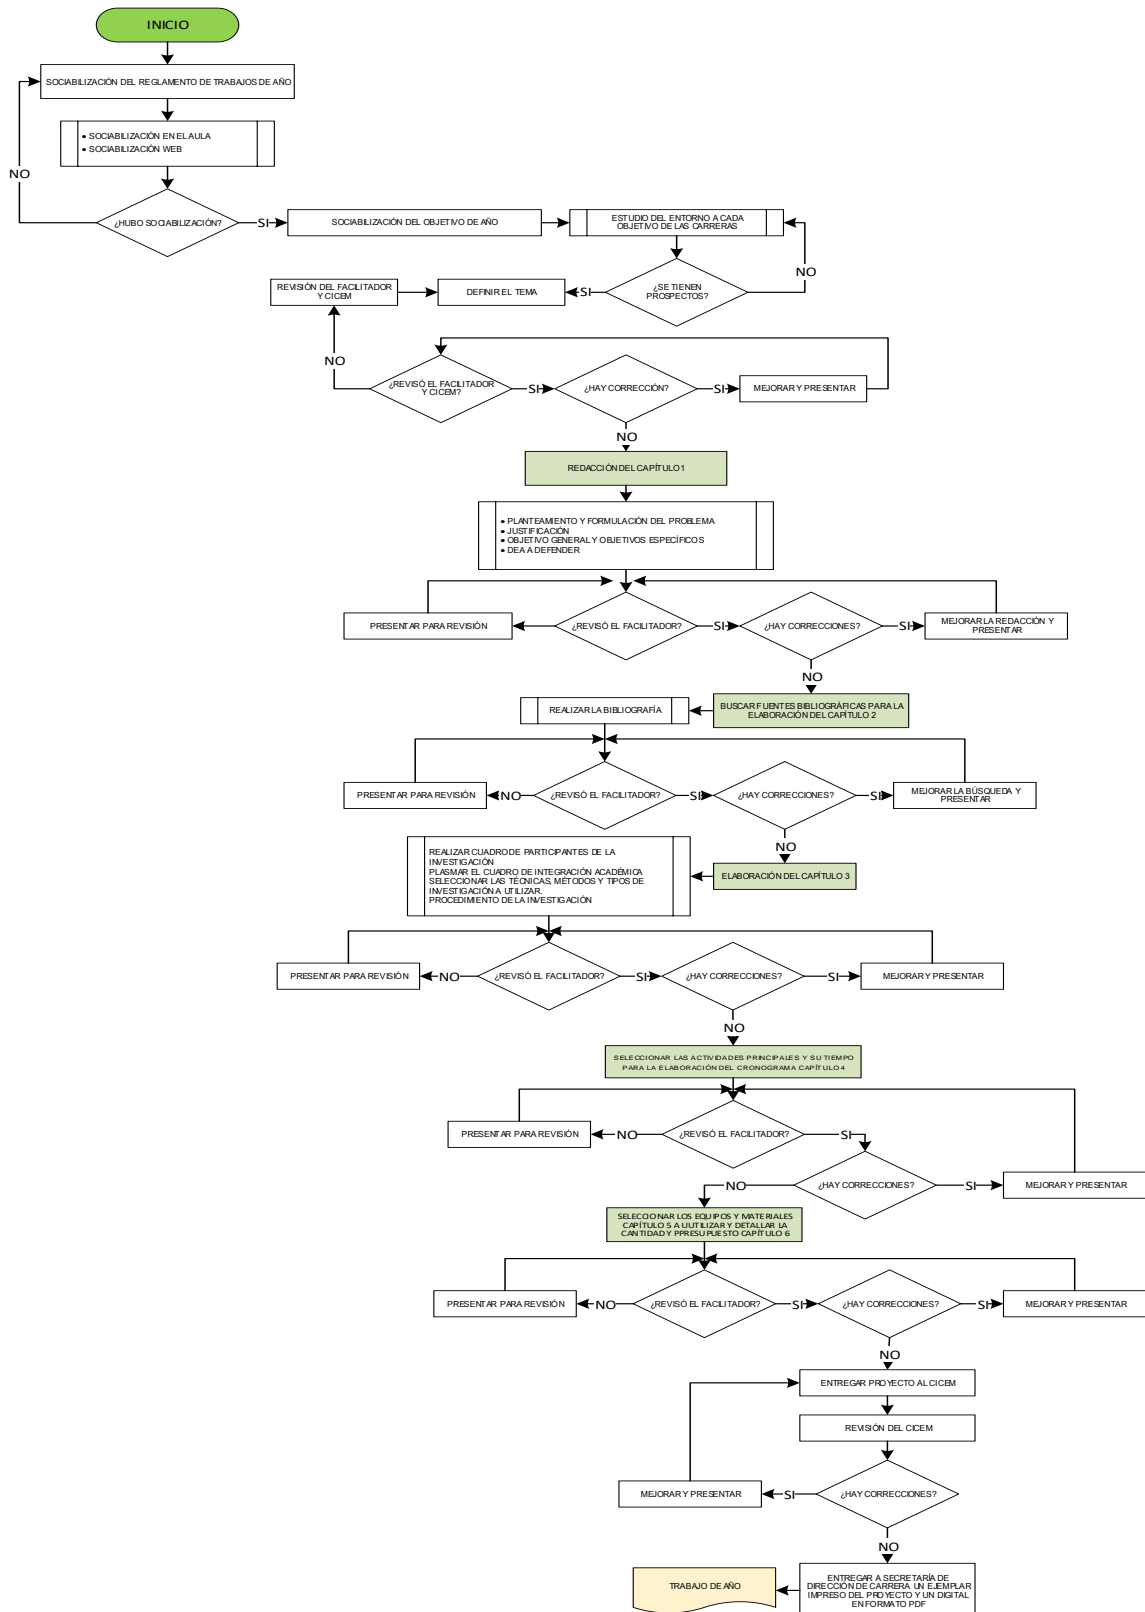 INICIO
SOCIABILIZACIÓN DEL REGLAMENTO DE TRABAJOS DE AÑO
• SOCIABILIZACIÓN EN EL AULA
• SOCIABILIZACIÓN WEB
NO
¿HUBO SOCIABILIZACIÓN?
SI
SOCIABILIZACIÓN DEL OBJETIVO DE AÑO
ESTUDIO DEL ENTORNO A CADA
OBJETIVO DE LAS CARRERAS
NO
REVISIÓN DEL FACILITADOR
Y CICEM
DEFINIR EL TEMA
SI
¿SE TIENEN
PROSPECTOS?
NO
¿REVISÓ EL FACILITADOR
Y CICEM?
SI
¿HAY CORRECCIÓN?
SI
MEJORAR Y PRESENTAR
NO
REDACCIÓN DEL CAPÍTULO 1
• PLANTEAMIENTO Y FORMULACIÓN DEL PROBLEMA
• JUSTIFICACIÓN
• OBJETIVO GENERAL Y OBJETIVOS ESPECÍFICOS
• DEA A DEFENDER
PRESENTAR PARA REVISIÓN
¿REVISÓ EL FACILITADOR?
SI
¿HAY CORRECCIONES?
SI
MEJORAR LA REDACCIÓN Y
PRESENTAR
NO
REALIZAR LA BIBLIOGRAFÍA
BUSCAR FUENTES BIBLIOGRÁFICAS PARA LA
ELABORACIÓN DEL CAPÍTULO 2
PRESENTAR PARA REVISIÓN
NO
¿REVISÓ EL FACILITADOR?
SI
¿HAY CORRECCIONES?
SI
MEJORAR LA BÚSQUEDA Y
PRESENTAR
NO
REALIZAR CUADRO DE PARTICIPANTES DE LA
INVESTIGACIÓN
PLASMAR EL CUADRO DE INTEGRACIÓN ACADÉMICA
SELECCIONAR LAS TÉCNICAS, MÉTODOS Y TIPOS DE
INVESTIGACIÓN A UTILIZAR.
PROCEDIMIENTO DE LA INVESTIGACIÓN
ELABORACIÓN DEL CAPÍTULO 3
PRESENTAR PARA REVISIÓN
NO
¿REVISÓ EL FACILITADOR?
SI
¿HAY CORRECCIONES?
SI
MEJORAR Y PRESENTAR
NO
SELECCIONAR LAS ACTIVIDADES PRINCIPALES Y SU TIEMPO
PARA LA ELABORACIÓN DEL CRONOGRAMA CAPÍTULO 4
PRESENTAR PARA REVISIÓN
NO
¿REVISÓ EL FACILITADOR?
SI
NO
¿HAY CORRECCIONES?
SI
MEJORAR Y PRESENTAR
SELECCIONAR LOS EQUIPOS Y MATERIALES
CAPÍTULO 5 A UUTILIZAR Y DETALLAR LA
CANTIDAD Y PPRESUPUESTO CAPÍTULO 6
PRESENTAR PARA REVISIÓN
NO
¿REVISÓ EL FACILITADOR?
SI
¿HAY CORRECCIONES?
SI
MEJORAR Y PRESENTAR
NO
ENTREGAR PROYECTO AL CICEM
REVISIÓN DEL CICEM
MEJORAR Y PRESENTAR
SI
¿HAY CORRECCIONES?
NO
TRABAJO DE AÑO
ENTREGAR A SECRETARÍA DE
DIRECCIÓN DE CARRERA UN EJEMPLAR
IMPRESO DEL PROYECTO Y UN DIGITAL
EN FORMATO PDF